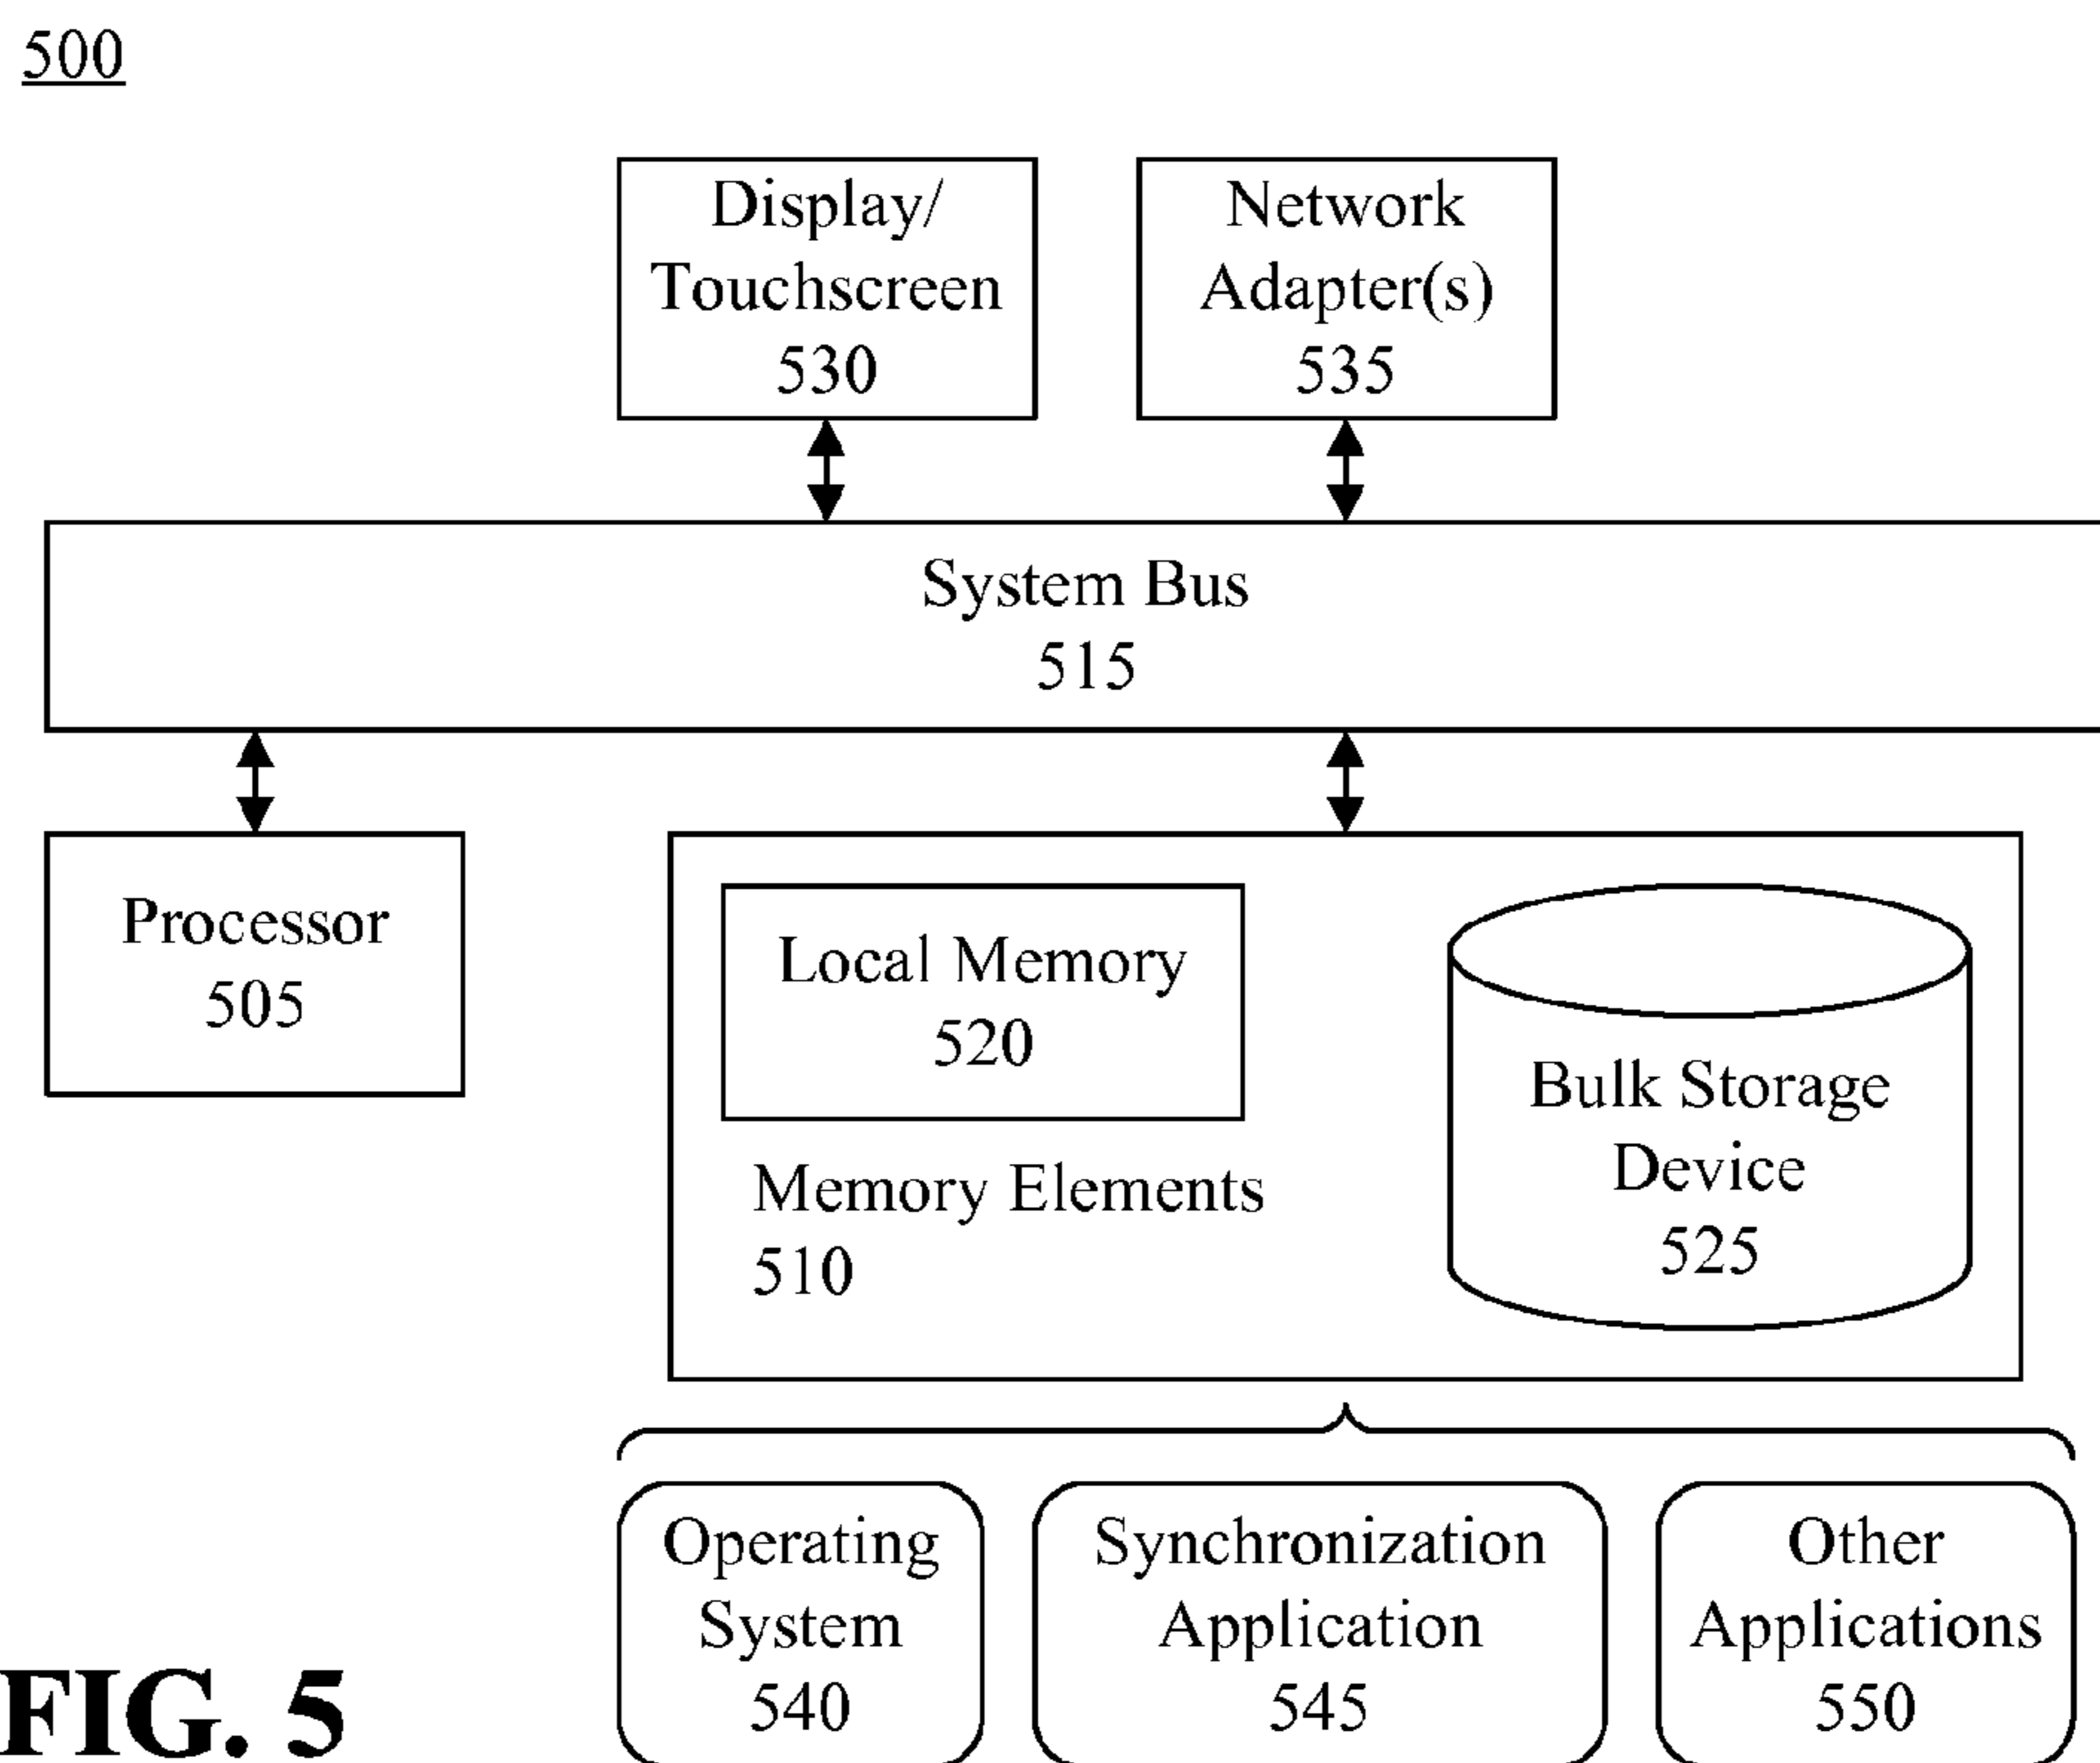 500
Display/
Touchscreen
530
Network
Adapter(s)
535
System Bus
515
Processor
505
Local Memory
520
Memory Elements
510
Bulk Storage
Device
525
Operating
System
540
Synchronization
Application
545
Other
Applications
550
FIG. 5